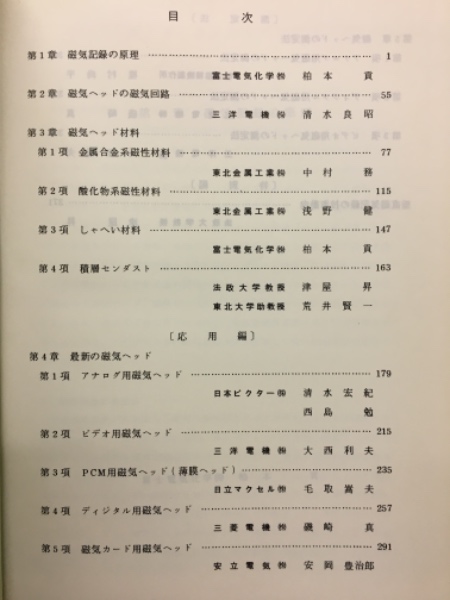 目 次
第1章 磁気記録の原理 …………………… 1
富士電気化学㈱ 柏本 貢
第2章 磁気ヘッドの磁気回路 …………………… 55
三洋電機㈱ 清水良昭
第3章 磁気ヘッド材料
第1項 金属合金系磁性材料 …………………… 77
東北金属工業㈱ 中村
第2項 酸化物系磁性材料 …………………… 115
東北金属工業㈱ 浅野 健
第3項 しゃへい材料 …………………… 147
富士電気化学㈱ 柏本 貢
第4項 積層センダスト …………………… 163
法政大学教授 津屋 昇
東北大学助教授 荒井賢一
〔応用編〕
第4章 最新の磁気ヘッド
第1項 アナログ用磁気ヘッド …………………… 179
日本ビクター㈱ 清水宏紀
西島 勉
第2項 ビデオ用磁気ヘッド …………………… 215
三洋電機㈱ 大西利夫
第3項 PCM用磁気ヘッド(薄膜ヘッド) …………………… 235
日立マクセル㈱ 毛取嵩夫
第4項 ディジタル用磁気ヘッド …………………… 257
三菱電機㈱ 磯崎 真
第5項 磁気カード用磁気ヘッド …………………… 291
安立電気㈱ 安岡豊治郎